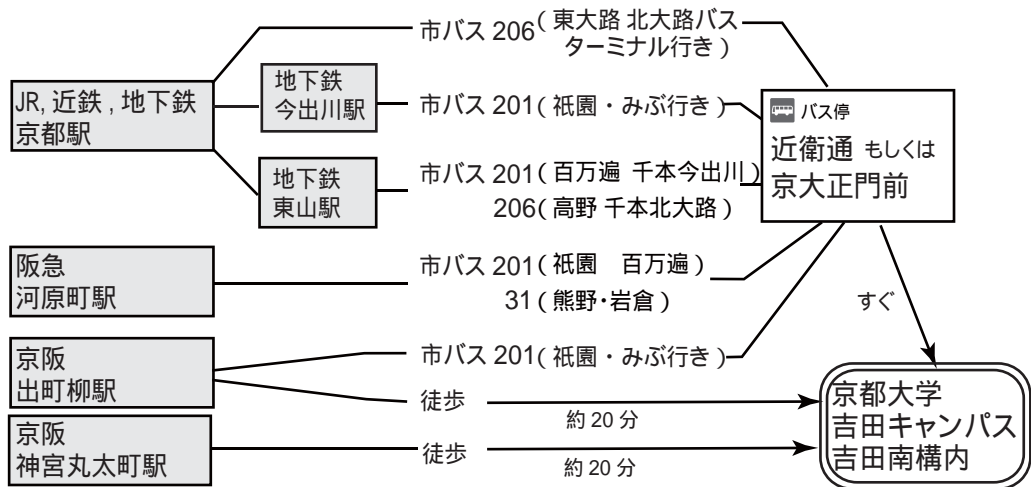 市バス 206 ( 東大路 北大路バス
ターミナル行き )
JR, 近鉄 , 地下鉄
京都駅
地下鉄
今出川駅
市バス 201 ( 祇園・みぶ行き )
バス停
近衛通 もしくは
京大正門前
地下鉄
東山駅
市バス 201 ( 百万遍 千本今出川 )
206 ( 高野 千本北大路 )
阪急
河原町駅
市バス 201 ( 祇園 百万遍 )
31 ( 熊野・岩倉 )
すぐ
京阪
出町柳駅
市バス 201 ( 祇園・みぶ行き )
徒歩
約 20 分
京都大学
吉田キャンパス
吉田南構内
京阪
神宮丸太町駅
徒歩
約 20 分